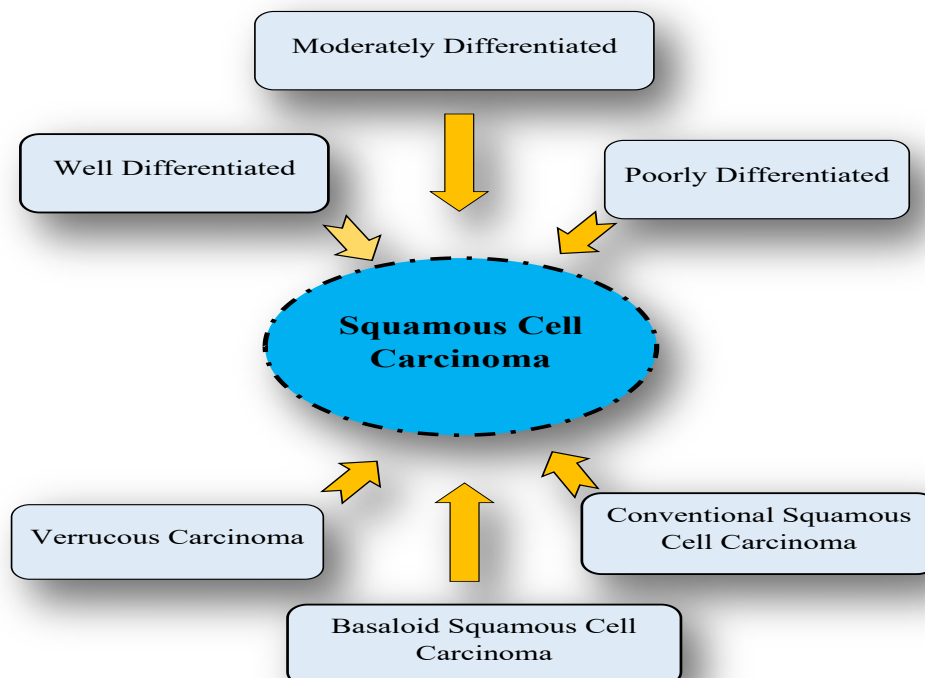 Moderately Differentiated
Well Differentiated
Poorly Differentiated
Squamous Cell
Carcinoma
Verrucous Carcinoma
Conventional Squamous
Cell Carcinoma
Basaloid Squamous Cell
Carcinoma